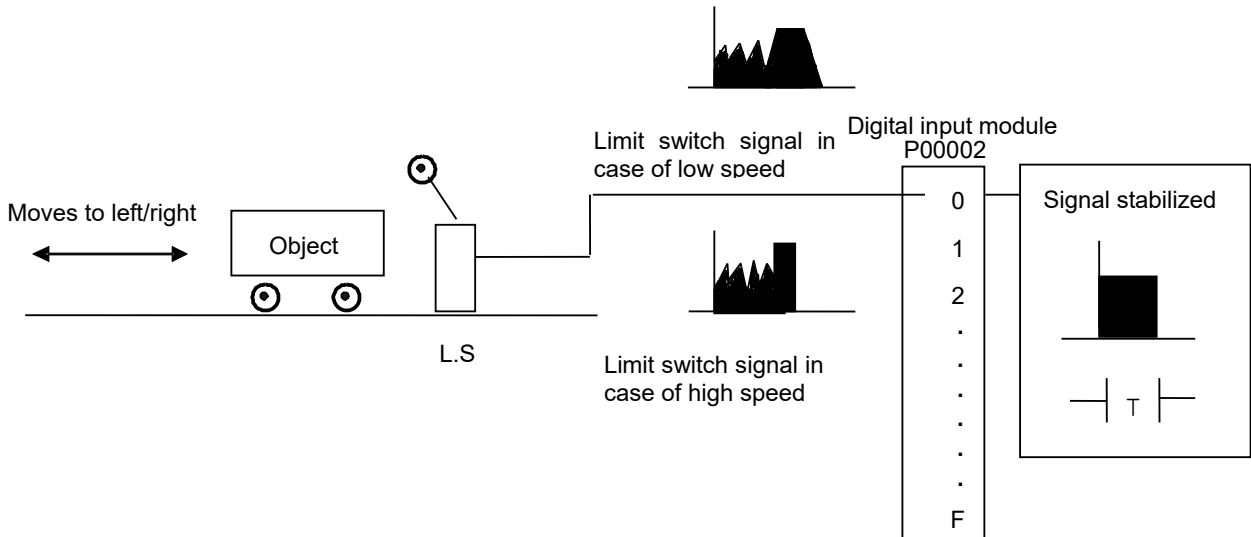 Moves to left/right
Object
L.S
Limit switch signal in
case of low speed
Limit switch signal in
case of high speed
Digital input module
P00002
0
1
2
.
.
.
.
.
.
F
Signal stabilized
T